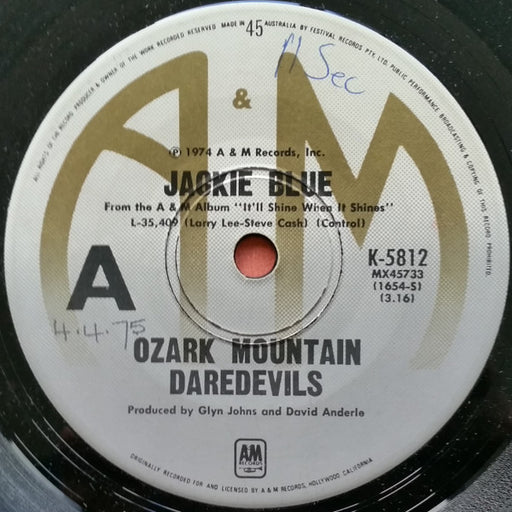 ALL RIGHTS OF THE RECORD PRODUCER & OWNER OF THE WORK RECORDED RESERVED MADE IN 45 AUSTRALIA BY FESTIVAL RECORDS PTY. LTD. PUBLIC PERFORMANCE BROADCASTING & COPYING OF THIS RECORD PROHIBITED.
11 Sec
A & M
℗ 1974 A & M Records, Inc.
JACKIE BLUE
From the A & M Album "It'll Shine When It Shines"
L-35,409 (Larry Lee-Steve Cash) (Control)
A
K-5812
MX45733
(1654-S)
(3.16)
4.4.75
OZARK MOUNTAIN
DAREDEVILS
Produced by Glyn Johns and David Anderle
AM
RECORDS
ORIGINALLY RECORDED FOR AND LICENSED BY A & M RECORDS, HOLLYWOOD, CALIFORNIA.